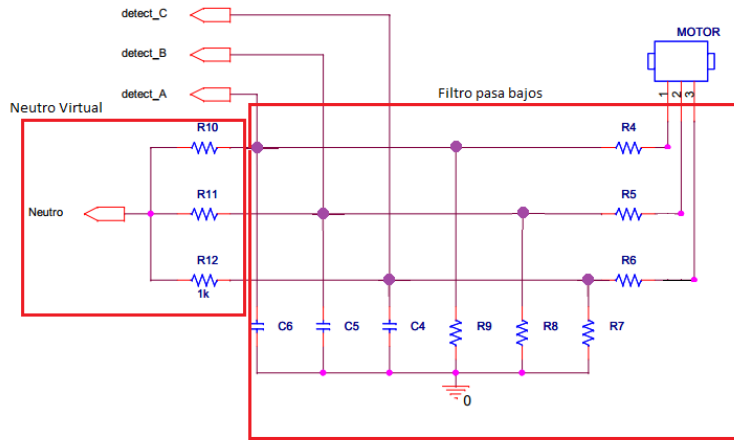 detect_C
MOTOR
detect_B
detect_A
Filtro pasa bajos
1
2
3
Neutro Virtual
R10
R4
R11
R5
Neutro
R12
R6
1k
C6
C5
C4
R9
R8
R7
0